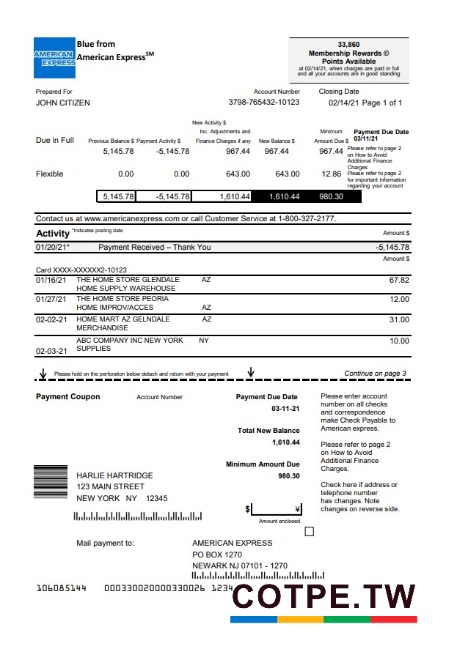 AMERICAN
EXPRESS
Blue from
American Express℠
33,860
Membership Rewards ©
Points Available
at 02/14/21, when charges are paid in full
and all your accounts are in good standing
Prepared For
Account Number
Closing Date
JOHN CITIZEN
3798-765432-10123
02/14/21 Page 1 of 1
New Activity $
Inc. Adjustments and
Finance Charges if any
Previous Balance $
Payment Activity $
New Balance $
Minimum
Amount Due $
Payment Due Date
03/11/21
Due in Full
5,145.78 -5,145.78 967.44 967.44 967.44
Please refer to page 2
on How to Avoid
Additional Finance
Charges
Flexible
0.00 0.00 643.00 643.00 12.86
Please refer to page 2
for important information
regarding your account
5,145.78 -5,145.78 1,610.44 1,610.44 980.30
Contact us at www.americanexpress.com or call Customer Service at 1-800-327-2177.
Activity *Indicates posting date Amount $
01/20/21* Payment Received – Thank You -5,145.78
Amount $
Card XXXX-XXXXXX2-10123
01/16/21 THE HOME STORE GLENDALE AZ 67.82
HOME SUPPLY WAREHOUSE
01/27/21 THE HOME STORE PEORIA 12.00
HOME IMPROV/ACCES AZ
02-02-21 HOME MART AZ GELNDALE AZ 31.00
MERCHANDISE
ABC COMPANY INC NEW YORK NY 10.00
02-03-21 SUPPLIES
Please hold on the perforation below detach and return with your payment
Continue on page 3
Payment Coupon
Account Number
Payment Due Date
03-11-21
Total New Balance
1,610.44
Minimum Amount Due
980.30
Please enter account
number on all checks
and correspondence
make Check Payable to
American express.
Please refer to page 2
on How to Avoid
Additional Finance
Charges.
Check here if address or
telephone number
has changes. Note
changes on reverse side.
HARLIE HARTRIDGE
123 MAIN STREET
NEW YORK NY 12345
$ ¥
Amount enclosed
Mail payment to:
AMERICAN EXPRESS
PO BOX 1270
NEWARK NJ 07101 - 1270
106085144 000330020000330026 1234
COTPE.TW